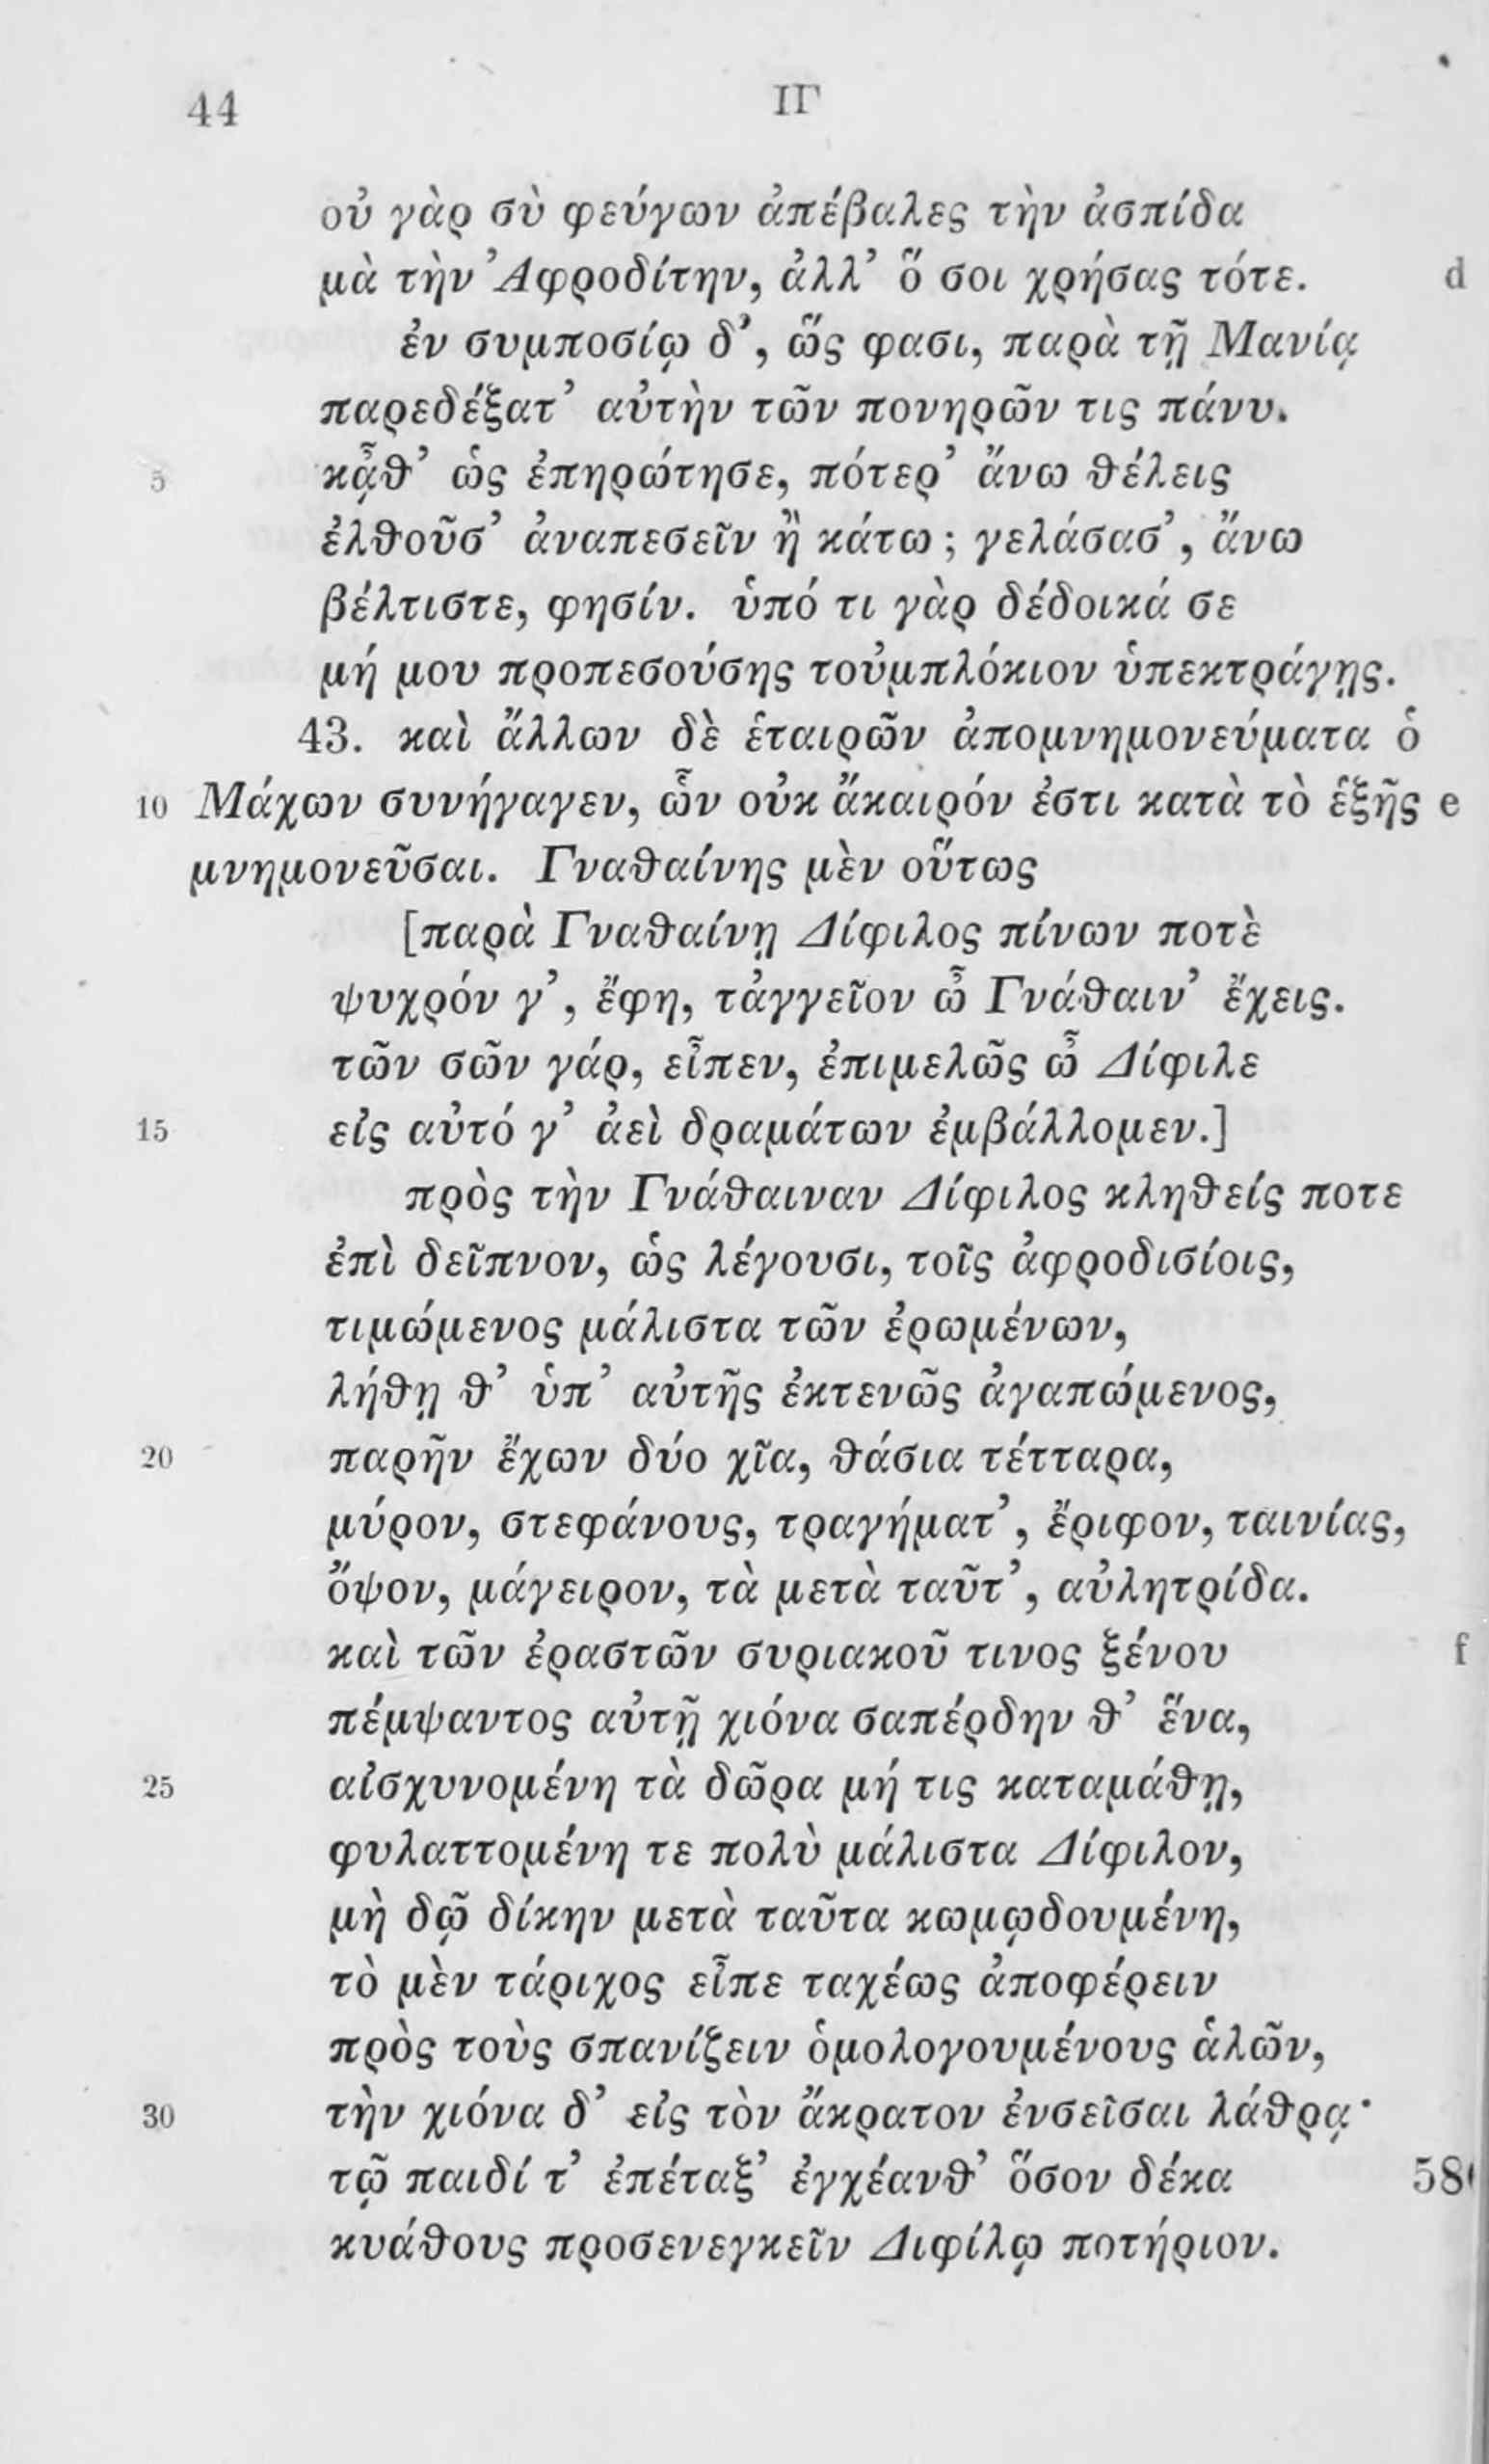 44 ΙΓ
οὐ γὰρ σὺ φεύγων ἀπέβαλες τὴν ἀσπίδα
μὰ τὴν Ἀφροδίτην, ἀλλ’ ὅ σοι χρήσας τότε. d
ἐν συμποσίῳ δ’, ὥς φασι, παρὰ τῇ Μανίᾳ
παρεδέξατ’ αὐτὴν τῶν πονηρῶν τις πάνυ.
5 κᾆθ’ ὡς ἐπηρώτησε, πότερ’ ἄνω θέλεις
ἐλθοῦσ’ ἀναπεσεῖν ἢ κάτω; γελάσασ’, ἄνω
βέλτιστε, φησίν. ὑπό τι γὰρ δέδοικά σε
μή μου προπεσούσης τοὐμπλόκιον ὑπεκτράγῃς.
43. καὶ ἄλλων δὲ ἑταιρῶν ἀπομνημονεύματα ὁ
10 Μάχων συνήγαγεν, ὧν οὐκ ἄκαιρόν ἐστι κατὰ τὸ ἑξῆς e
μνημονεῦσαι. Γναθαίνης μὲν οὕτως
[παρὰ Γναθαίνῃ Δίφιλος πίνων ποτὲ
ψυχρόν γ’, ἔφη, τἀγγεῖον ὦ Γνάθαιν’ ἔχεις.
τῶν σῶν γάρ, εἶπεν, ἐπιμελῶς ὦ Δίφιλε
15 εἰς αὐτό γ’ ἀεὶ δραμάτων ἐμβάλλομεν.]
πρὸς τὴν Γνάθαιναν Δίφιλος κληθείς ποτε
ἐπὶ δεῖπνον, ὡς λέγουσι, τοῖς ἀφροδισίοις,
τιμώμενος μάλιστα τῶν ἐρωμένων,
λήθῃ θ’ ὑπ’ αὐτῆς ἐκτενῶς ἀγαπώμενος,
20 παρῆν ἔχων δύο χῖα, θάσια τέτταρα,
μύρον, στεφάνους, τραγήματ’, ἔριφον, ταινίας,
ὄψον, μάγειρον, τὰ μετὰ ταῦτ’, αὐλητρίδα.
καὶ τῶν ἐραστῶν συριακοῦ τινος ξένου f
πέμψαντος αὐτῇ χιόνα σαπέρδην θ’ ἕνα,
25 αἰσχυνομένη τὰ δῶρα μή τις καταμάθῃ,
φυλαττομένη τε πολὺ μάλιστα Δίφιλον,
μὴ δῷ δίκην μετὰ ταῦτα κωμῳδουμένη,
τὸ μὲν τάριχος εἶπε ταχέως ἀποφέρειν
πρὸς τοὺς σπανίζειν ὁμολογουμένους ἁλῶν,
30 τὴν χιόνα δ’ εἰς τὸν ἄκρατον ἐνσεῖσαι λάθρᾳ·
τῷ παιδί τ’ ἐπέταξ’ ἐγχέανθ’ ὅσον δέκα
κυάθους προσενεγκεῖν Διφίλῳ ποτήριον.